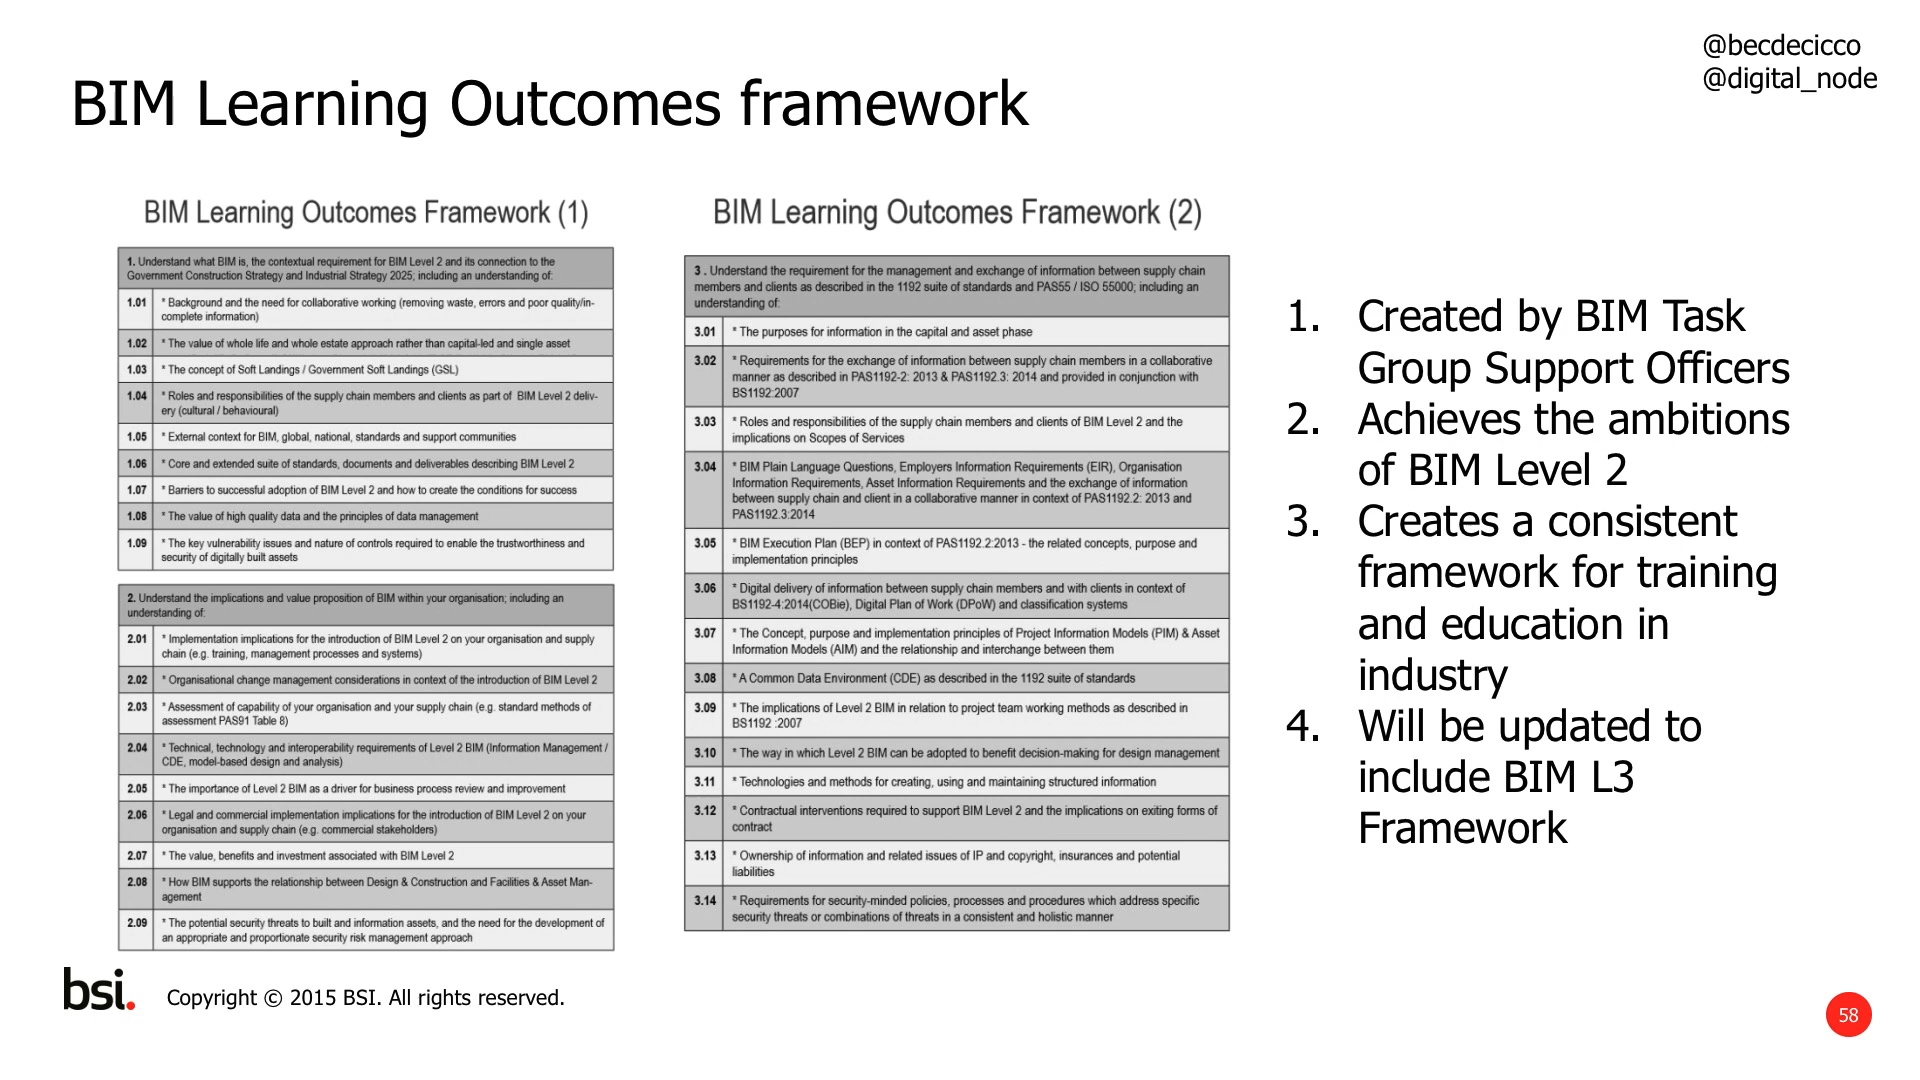 @becdecicco
@digital_node
BIM Learning Outcomes framework
BIM Learning Outcomes Framework (1)
1. Understand what BIM is, the contextual requirement for BIM Level 2 and its connection to the
Government Construction Strategy and Industrial Strategy 2025; including an understanding of:
1.01 * Background and the need for collaborative working (removing waste, errors and poor quality/in-
complete information)
1.02 * The value of whole life and whole estate approach rather than capital-led and single asset
1.03 * The concept of Soft Landings / Government Soft Landings (GSL)
1.04 * Roles and responsibilities of the supply chain members and clients as part of BIM Level 2 deliv-
ery (cultural / behavioural)
1.05 * External context for BIM, global, national, standards and support communities
1.06 * Core and extended suite of standards, documents and deliverables describing BIM Level 2
1.07 * Barriers to successful adoption of BIM Level 2 and how to create the conditions for success
1.08 * The value of high quality data and the principles of data management
1.09 * The key vulnerability issues and nature of controls required to enable the trustworthiness and
security of digitally built assets
2. Understand the implications and value proposition of BIM within your organisation; including an
understanding of:
2.01 * Implementation implications for the introduction of BIM Level 2 on your organisation and supply
chain (e.g. training, management processes and systems)
2.02 * Organisational change management considerations in context of the introduction of BIM Level 2
2.03 * Assessment of capability of your organisation and your supply chain (e.g. standard methods of
assessment PAS91 Table 8)
2.04 * Technical, technology and interoperability requirements of Level 2 BIM (Information Management /
CDE, model-based design and analysis)
2.05 * The importance of Level 2 BIM as a driver for business process review and improvement
2.06 * Legal and commercial implementation implications for the introduction of BIM Level 2 on your
organisation and supply chain (e.g. commercial stakeholders)
2.07 * The value, benefits and investment associated with BIM Level 2
2.08 * How BIM supports the relationship between Design & Construction and Facilities & Asset Man-
agement
2.09 * The potential security threats to built and information assets, and the need for the development of
an appropriate and proportionate security risk management approach
BIM Learning Outcomes Framework (2)
3 . Understand the requirement for the management and exchange of information between supply chain
members and clients as described in the 1192 suite of standards and PAS55 / ISO 55000; including an
understanding of:
3.01 * The purposes for information in the capital and asset phase
3.02 * Requirements for the exchange of information between supply chain members in a collaborative
manner as described in PAS1192-2: 2013 & PAS1192.3: 2014 and provided in conjunction with
BS1192:2007
3.03 * Roles and responsibilities of the supply chain members and clients of BIM Level 2 and the
implications on Scopes of Services
3.04 * BIM Plain Language Questions, Employers Information Requirements (EIR), Organisation
Information Requirements, Asset Information Requirements and the exchange of information
between supply chain and client in a collaborative manner in context of PAS1192.2: 2013 and
PAS1192.3:2014
3.05 * BIM Execution Plan (BEP) in context of PAS1192.2:2013 - the related concepts, purpose and
implementation principles
3.06 * Digital delivery of information between supply chain members and with clients in context of
BS1192-4:2014(COBie), Digital Plan of Work (DPoW) and classification systems
3.07 * The Concept, purpose and implementation principles of Project Information Models (PIM) & Asset
Information Models (AIM) and the relationship and interchange between them
3.08 * A Common Data Environment (CDE) as described in the 1192 suite of standards
3.09 * The implications of Level 2 BIM in relation to project team working methods as described in
BS1192 :2007
3.10 * The way in which Level 2 BIM can be adopted to benefit decision-making for design management
3.11 * Technologies and methods for creating, using and maintaining structured information
3.12 * Contractual interventions required to support BIM Level 2 and the implications on exiting forms of
contract
3.13 * Ownership of information and related issues of IP and copyright, insurances and potential
liabilities
3.14 * Requirements for security-minded policies, processes and procedures which address specific
security threats or combinations of threats in a consistent and holistic manner
1. Created by BIM Task
Group Support Officers
2. Achieves the ambitions
of BIM Level 2
3. Creates a consistent
framework for training
and education in
industry
4. Will be updated to
include BIM L3
Framework
bsi.
Copyright © 2015 BSI. All rights reserved.
58